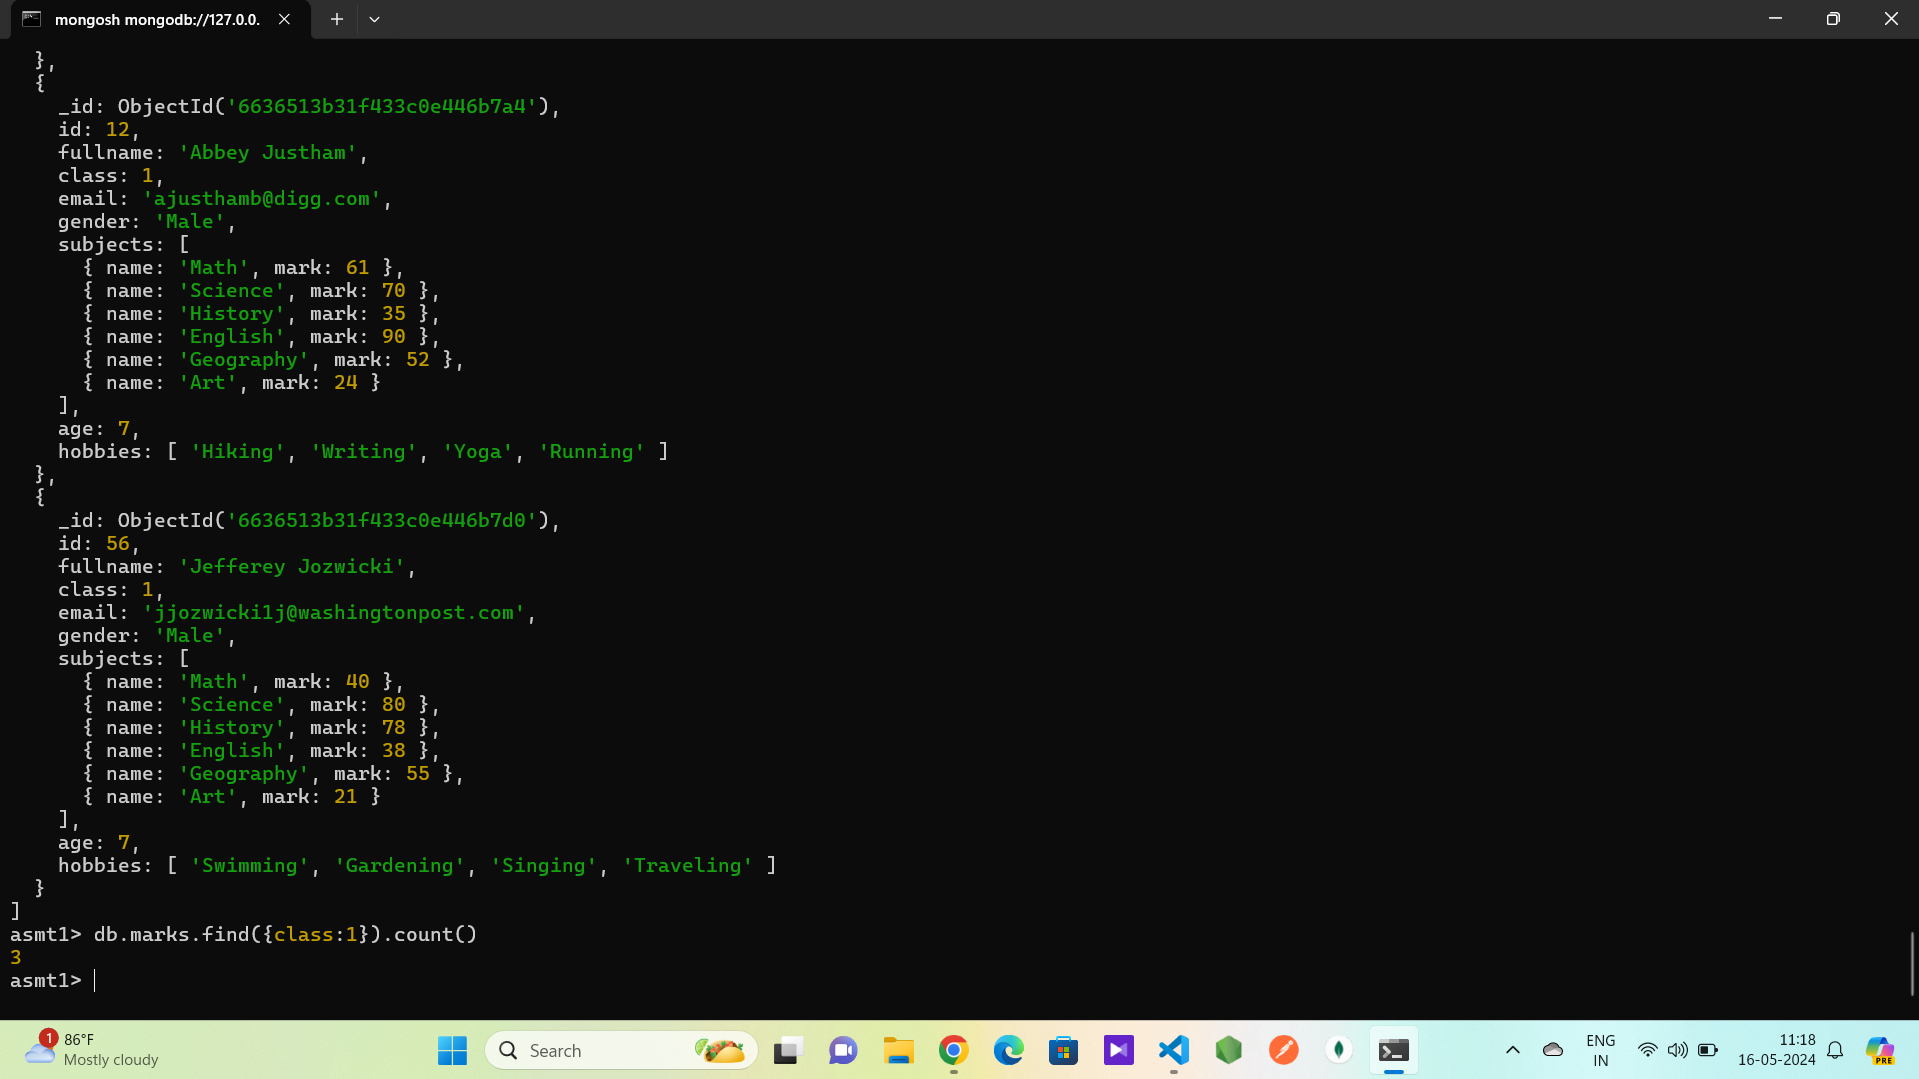 mongosh mongodb://127.0.0.
},
{
_id: ObjectId('6636513b31f433c0e446b7a4'),
id: 12,
fullname: 'Abbey Justham',
class: 1,
email: 'ajusthamb@digg.com',
gender: 'Male',
subjects: [
{ name: 'Math', mark: 61 },
{ name: 'Science', mark: 70 },
{ name: 'History', mark: 35 },
{ name: 'English', mark: 90 },
{ name: 'Geography', mark: 52 },
{ name: 'Art', mark: 24 }
],
age: 7,
hobbies: [ 'Hiking', 'Writing', 'Yoga', 'Running' ]
},
{
_id: ObjectId('6636513b31f433c0e446b7d0'),
id: 56,
fullname: 'Jefferey Jozwicki',
class: 1,
email: 'jjozwicki1j@washingtonpost.com',
gender: 'Male',
subjects: [
{ name: 'Math', mark: 40 },
{ name: 'Science', mark: 80 },
{ name: 'History', mark: 78 },
{ name: 'English', mark: 38 },
{ name: 'Geography', mark: 55 },
{ name: 'Art', mark: 21 }
],
age: 7,
hobbies: [ 'Swimming', 'Gardening', 'Singing', 'Traveling' ]
}
]
asmt1> db.marks.find({class:1}).count()
3
asmt1>
1
86°F
Mostly cloudy
Search
ENG
IN
11:18
16-05-2024
PRE